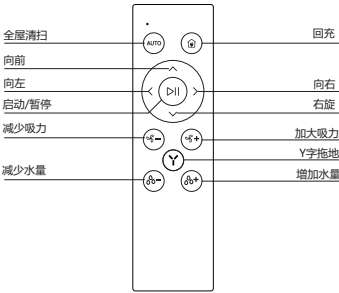 全屋清扫
回充
AUTO
向前
向左
向右
启动/暂停
右旋
减少吸力
加大吸力
Y字拖地
减少水量
增加水量